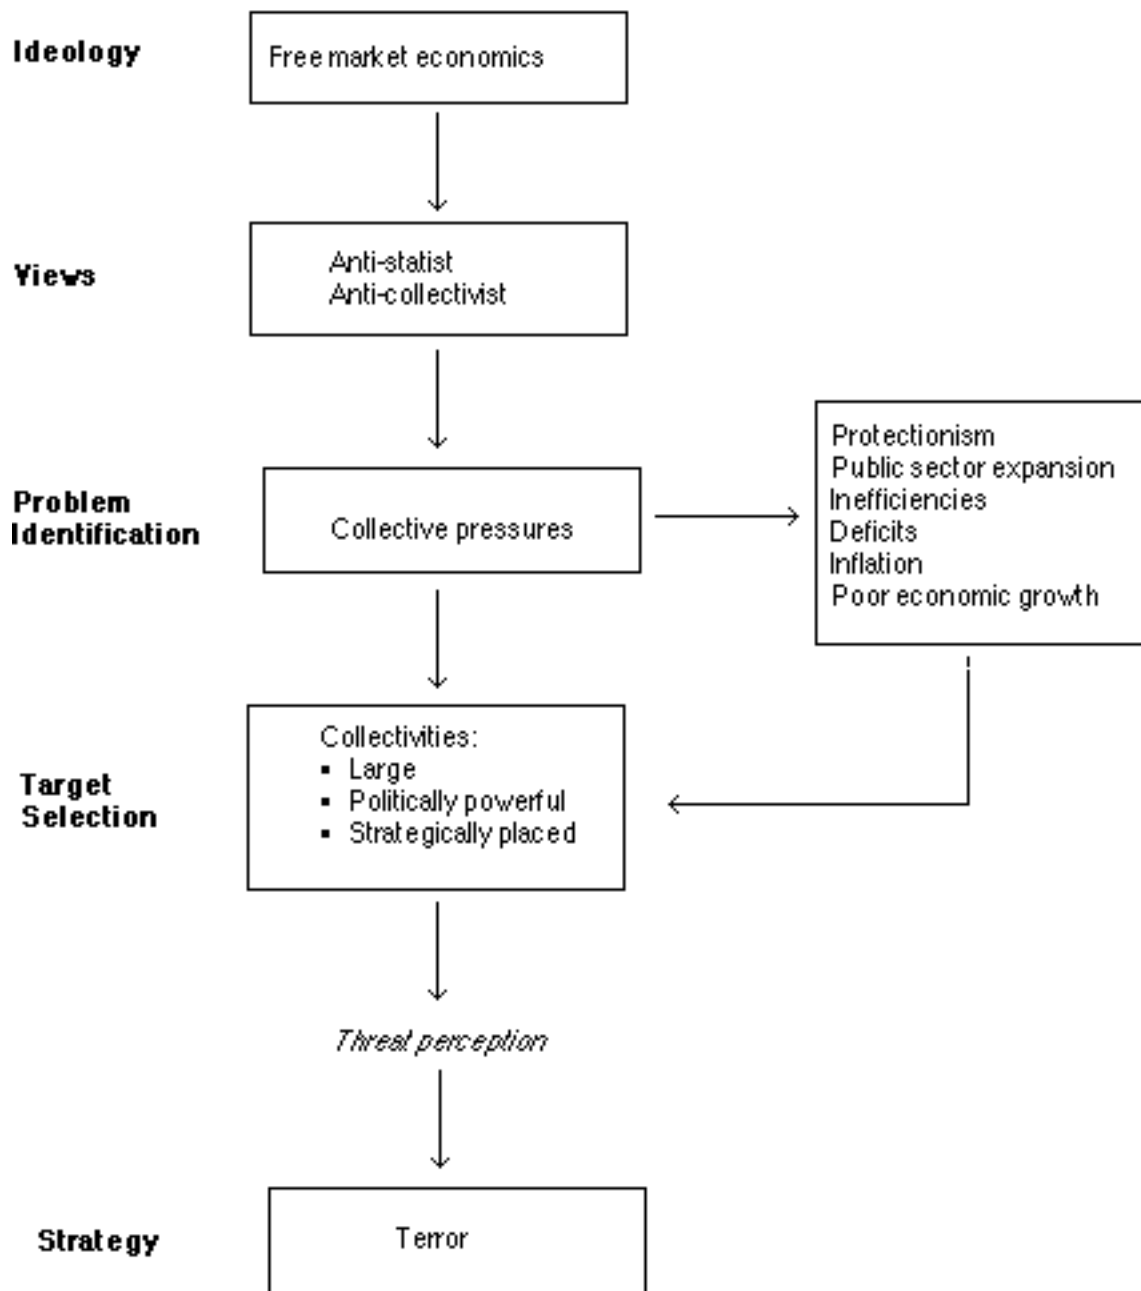 Ideology
Free market economics
Views
Anti-statist
Anti-collectivist
Problem
Identification
Collective pressures
Protectionism
Public sector expansion
Inefficiencies
Deficits
Inflation
Poor economic growth
Target
Selection
Collectivities:
▪ Large
▪ Politically powerful
▪ Strategically placed
Threat perception
Strategy
Terror